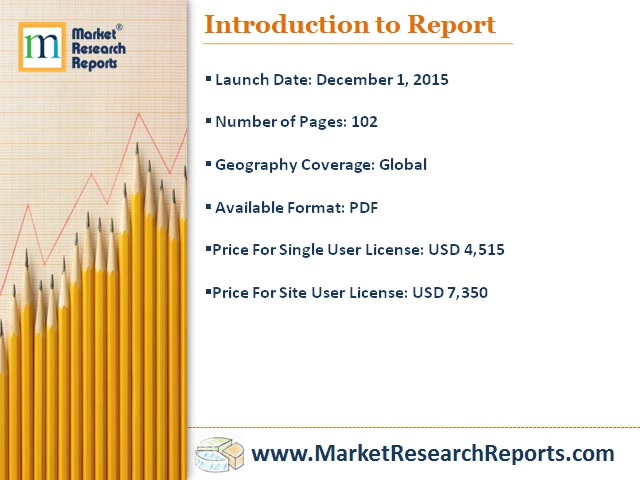 m
Market®
Research
Reports
Introduction to Report
▪ Launch Date: December 1, 2015
▪ Number of Pages: 102
▪ Geography Coverage: Global
▪ Available Format: PDF
▪Price For Single User License: USD 4,515
▪Price For Site User License: USD 7,350
www.MarketResearchReports.com